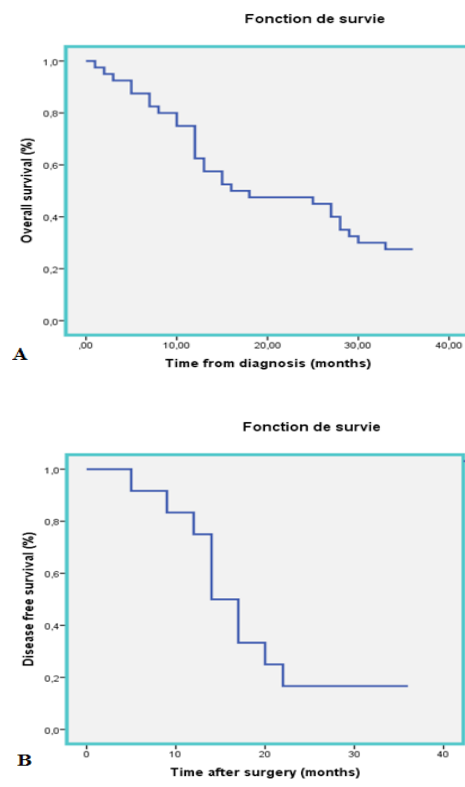 Fonction de survie
Overall survival (%)
1,0
0,8
0,6
0,4
0,2
0,0
,00 10,00 20,00 30,00 40,00
Time from diagnosis (months)
A
Fonction de survie
Disease free survival (%)
1,0
0,8
0,6
0,4
0,2
0,0
0 10 20 30 40
Time after surgery (months)
B